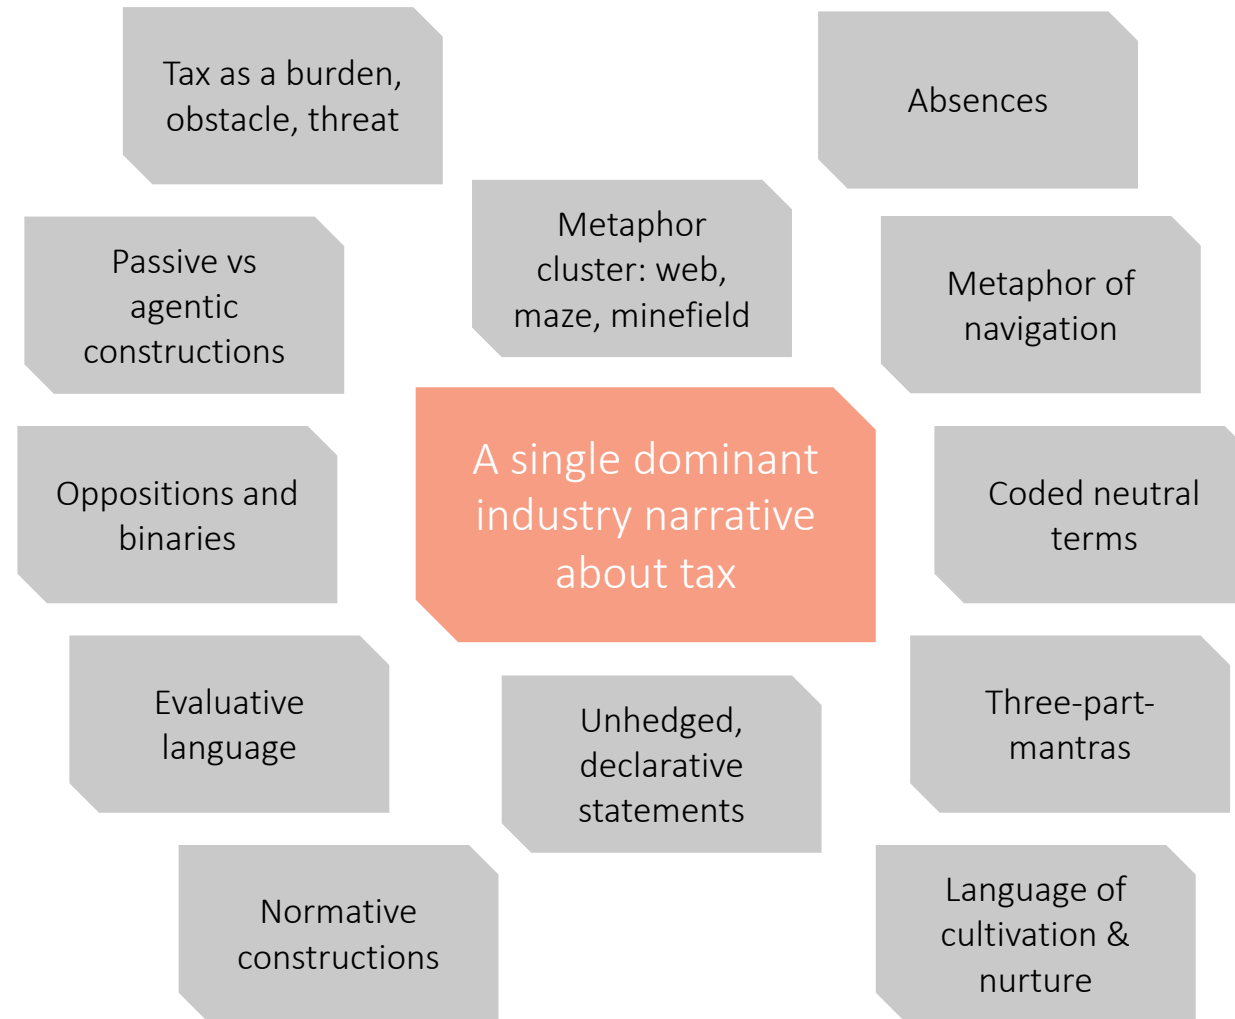 Tax as a burden,
obstacle, threat
Absences
Metaphor
cluster: web,
maze, minefield
Passive vs
agentic
constructions
Metaphor of
navigation
A single dominant
industry narrative
about tax
Oppositions and
binaries
Coded neutral
terms
Evaluative
language
Unhedged,
declarative
statements
Three-part-
mantras
Normative
constructions
Language of
cultivation &
nurture